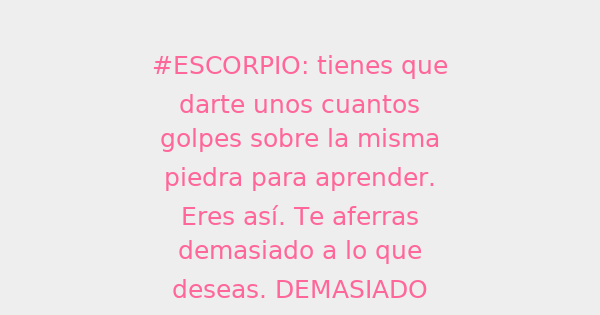 #ESCORPIO: tienes que
darte unos cuantos
golpes sobre la misma
piedra para aprender.
Eres así. Te aferras
demasiado a lo que
deseas. DEMASIADO